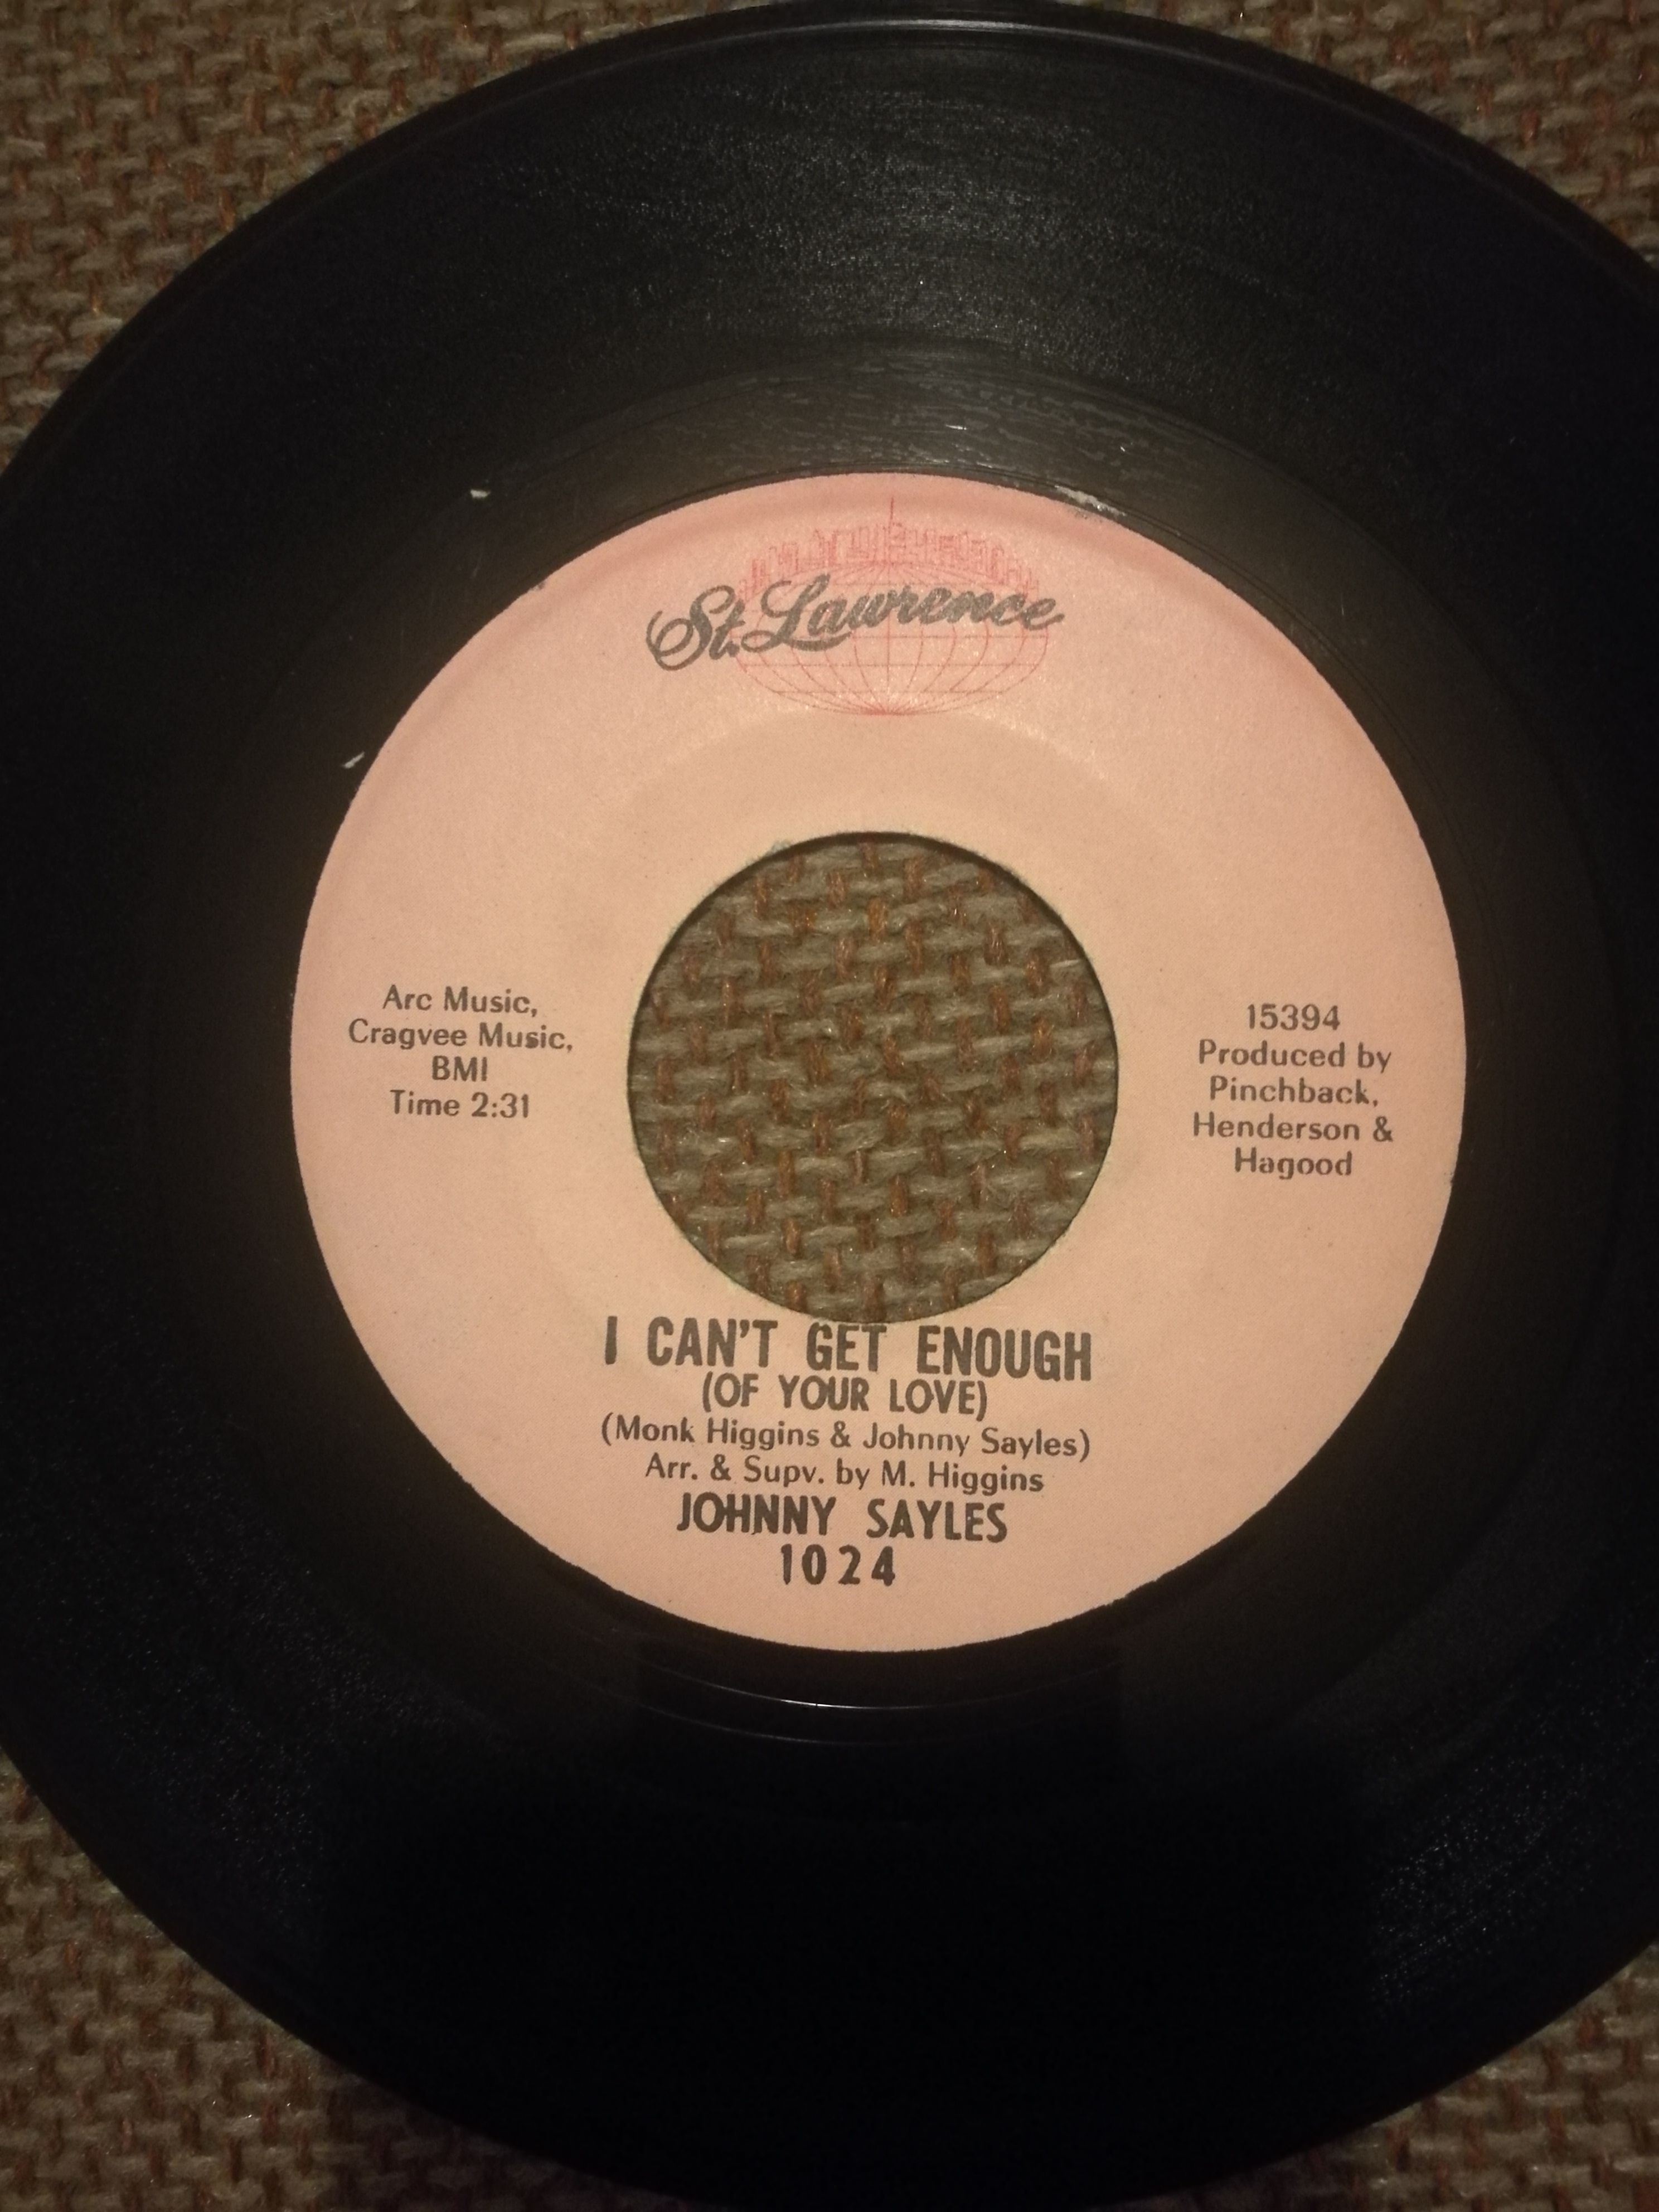 St. Lawrence
Arc Music,
Cragvee Music,
BMI
Time 2:31
15394
Produced by
Pinchback,
Henderson &
Hagood
I CAN'T GET ENOUGH
(OF YOUR LOVE)
(Monk Higgins & Johnny Sayles)
Arr. & Supv. by M. Higgins
JOHNNY SAYLES
1024